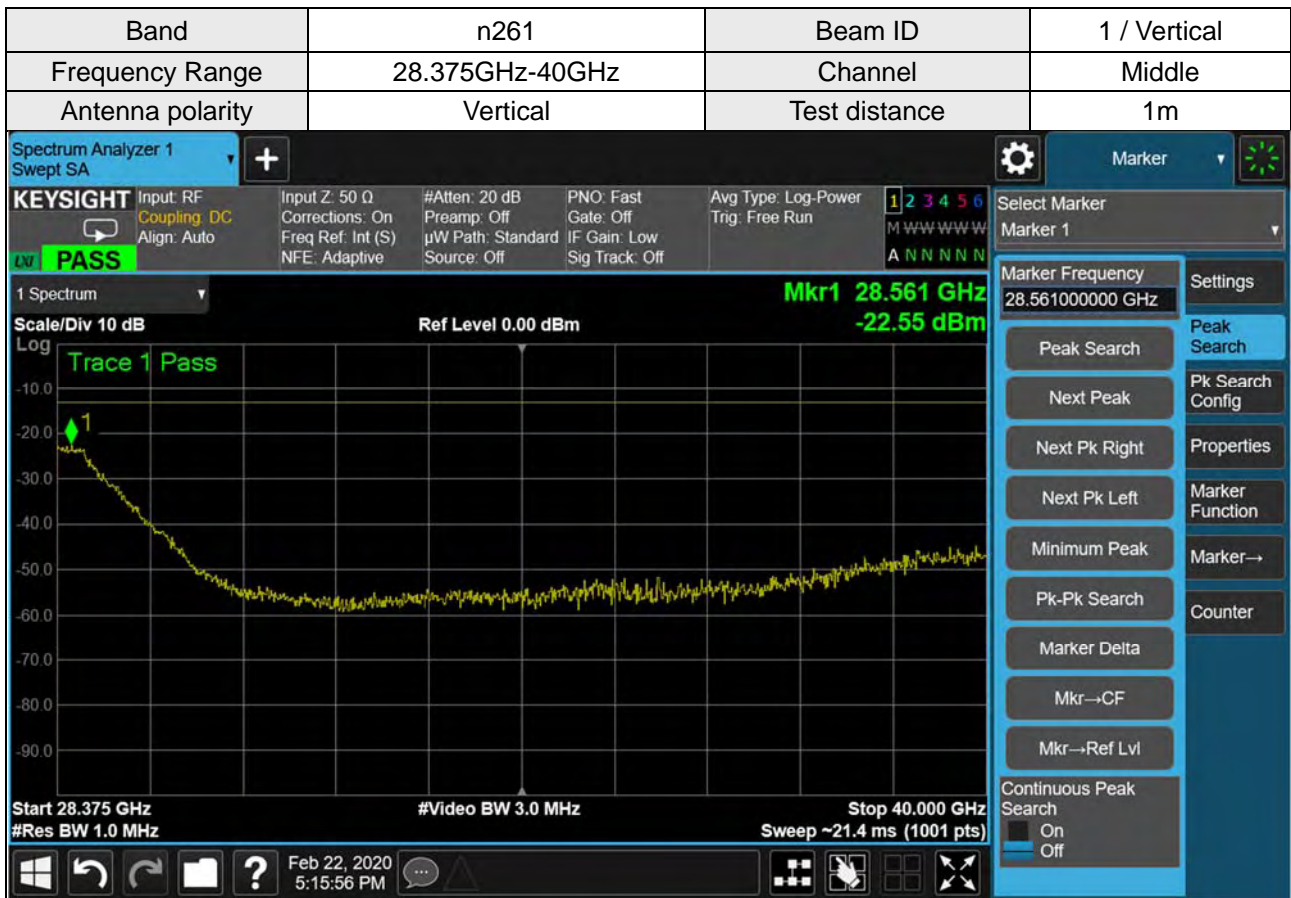 Band n261 Beam ID 1 / Vertical
Frequency Range 28.375GHz-40GHz Channel Middle
Antenna polarity Vertical Test distance 1m
Spectrum Analyzer 1
Swept SA
+
Marker
KEYSIGHT
LXI PASS
Input: RF
Coupling: DC
Align: Auto
Input Z: 50 Ω
Corrections: On
Freq Ref: Int (S)
NFE: Adaptive
#Atten: 20 dB
Preamp: Off
µW Path: Standard
Source: Off
PNO: Fast
Gate: Off
IF Gain: Low
Sig Track: Off
Avg Type: Log-Power
Trig: Free Run
1 2 3 4 5 6
M W W W W W
A N N N N N
Select Marker
Marker 1
1 Spectrum
Mkr1 28.561 GHz
Scale/Div 10 dB Ref Level 0.00 dBm -22.55 dBm
Log
Trace 1 Pass
1
-10.0
-20.0
-30.0
-40.0
-50.0
-60.0
-70.0
-80.0
-90.0
Start 28.375 GHz #Video BW 3.0 MHz Stop 40.000 GHz
#Res BW 1.0 MHz Sweep ~21.4 ms (1001 pts)
Marker Frequency
28.561000000 GHz
Peak Search
Next Peak
Next Pk Right
Next Pk Left
Minimum Peak
Pk-Pk Search
Marker Delta
Mkr→CF
Mkr→Ref Lvl
Continuous Peak
Search
On
Off
Settings
Peak
Search
Pk Search
Config
Properties
Marker
Function
Marker→
Counter
?
Feb 22, 2020
5:15:56 PM